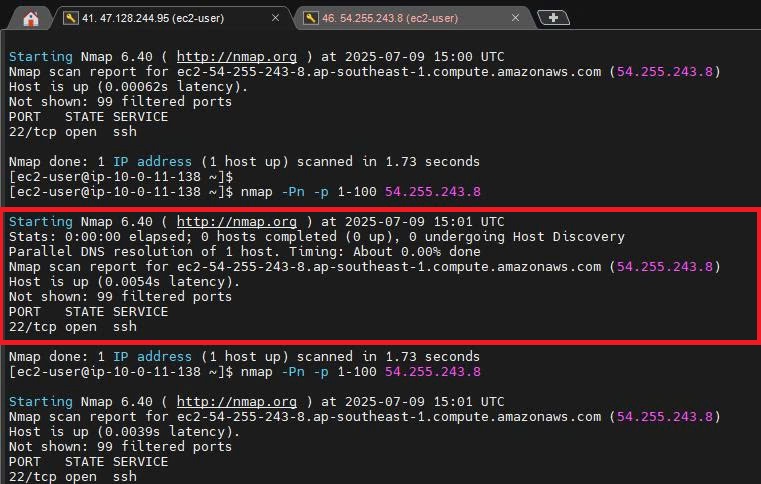 41. 47.128.244.95 (ec2-user)
46. 54.255.243.8 (ec2-user)
Starting Nmap 6.40 ( http://nmap.org ) at 2025-07-09 15:00 UTC
Nmap scan report for ec2-54-255-243-8.ap-southeast-1.compute.amazonaws.com (54.255.243.8)
Host is up (0.00062s latency).
Not shown: 99 filtered ports
PORT   STATE SERVICE
22/tcp open  ssh
Nmap done: 1 IP address (1 host up) scanned in 1.73 seconds
[ec2-user@ip-10-0-11-138 ~]$
[ec2-user@ip-10-0-11-138 ~]$ nmap -Pn -p 1-100 54.255.243.8
Starting Nmap 6.40 ( http://nmap.org ) at 2025-07-09 15:01 UTC
Stats: 0:00:00 elapsed; 0 hosts completed (0 up), 0 undergoing Host Discovery
Parallel DNS resolution of 1 host. Timing: About 0.00% done
Nmap scan report for ec2-54-255-243-8.ap-southeast-1.compute.amazonaws.com (54.255.243.8)
Host is up (0.0054s latency).
Not shown: 99 filtered ports
PORT   STATE SERVICE
22/tcp open  ssh
Nmap done: 1 IP address (1 host up) scanned in 1.73 seconds
[ec2-user@ip-10-0-11-138 ~]$ nmap -Pn -p 1-100 54.255.243.8
Starting Nmap 6.40 ( http://nmap.org ) at 2025-07-09 15:01 UTC
Nmap scan report for ec2-54-255-243-8.ap-southeast-1.compute.amazonaws.com (54.255.243.8)
Host is up (0.0039s latency).
Not shown: 99 filtered ports
PORT   STATE SERVICE
22/tcp open  ssh